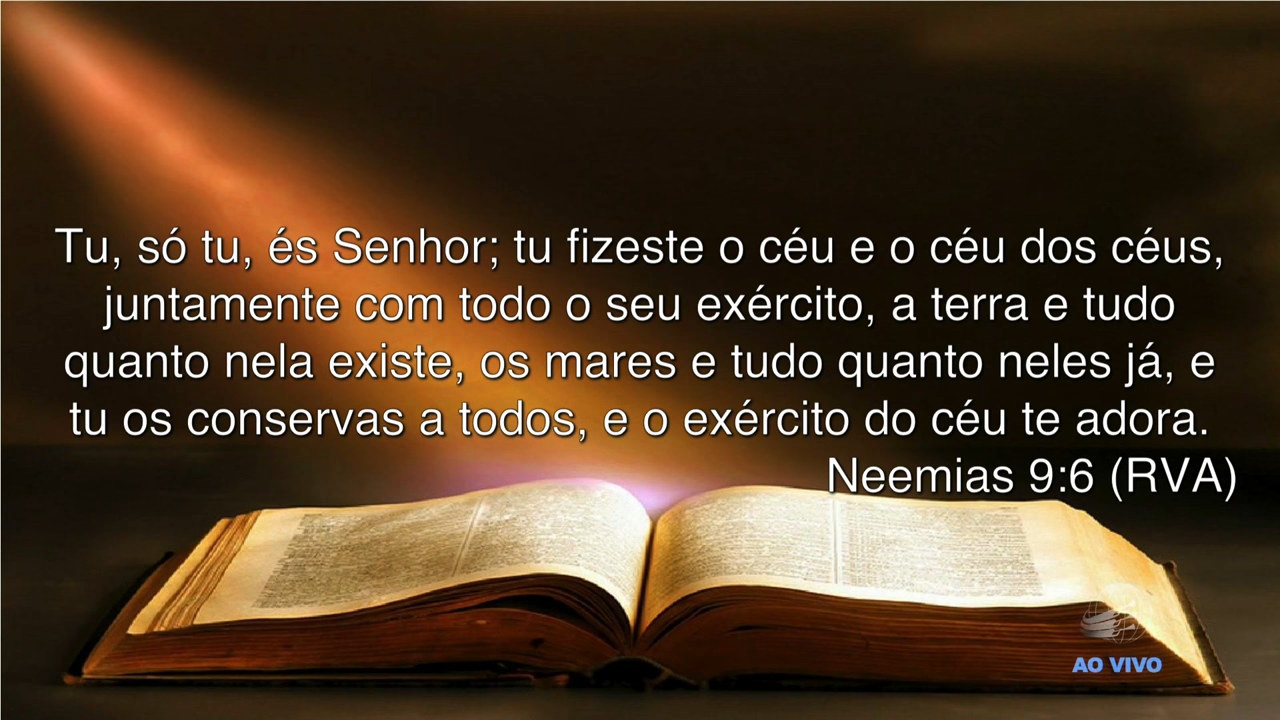 Tu, só tu, és Senhor; tu fizeste o céu e o céu dos céus,
juntamente com todo o seu exército, a terra e tudo
quanto nela existe, os mares e tudo quanto neles já, e
tu os conservas a todos, e o exército do céu te adora.
Neemias 9:6 (RVA)
AO VIVO